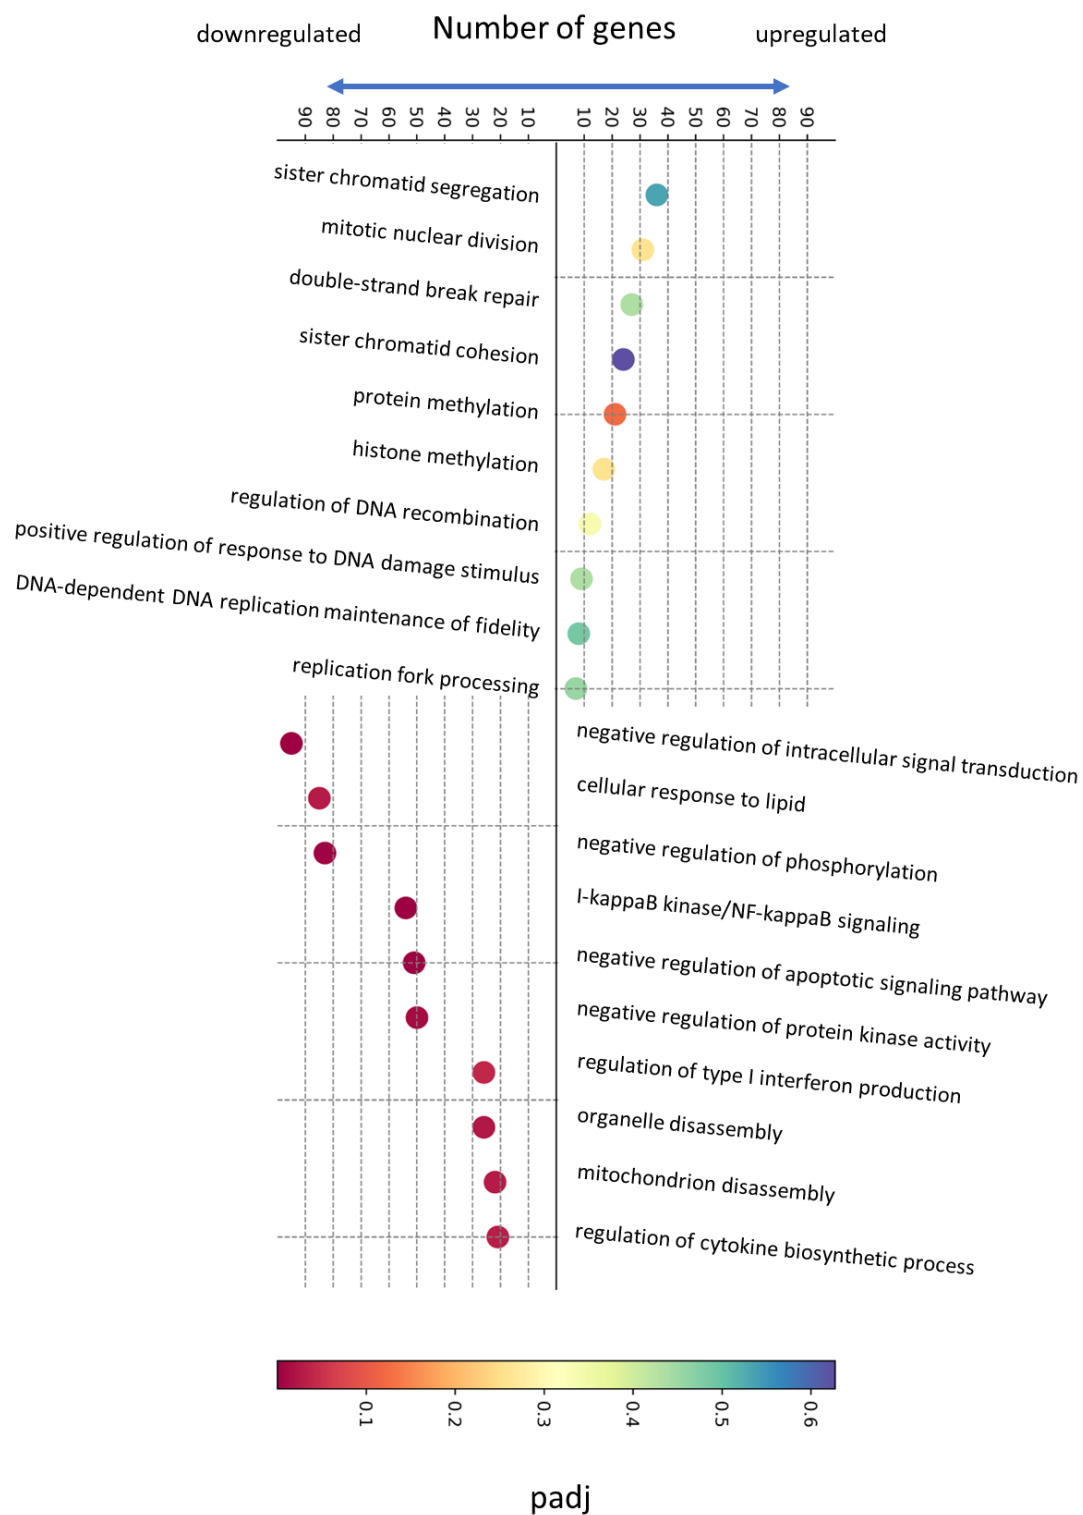 downregulated Number of genes upregulated
90 80 70 60 50 40 30 20 10 10 20 30 40 50 60 70 80 90
sister chromatid segregation
mitotic nuclear division
double-strand break repair
sister chromatid cohesion
protein methylation
histone methylation
regulation of DNA recombination
positive regulation of response to DNA damage stimulus
DNA-dependent DNA replication maintenance of fidelity
replication fork processing
negative regulation of intracellular signal transduction
cellular response to lipid
negative regulation of phosphorylation
I-kappaB kinase/NF-kappaB signaling
negative regulation of apoptotic signaling pathway
negative regulation of protein kinase activity
regulation of type I interferon production
organelle disassembly
mitochondrion disassembly
regulation of cytokine biosynthetic process
0.1 0.2 0.3 0.4 0.5 0.6
padj